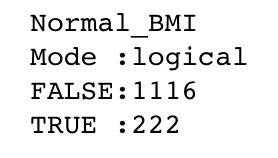 Normal_BMI
Mode :logical
FALSE:1116
TRUE :222